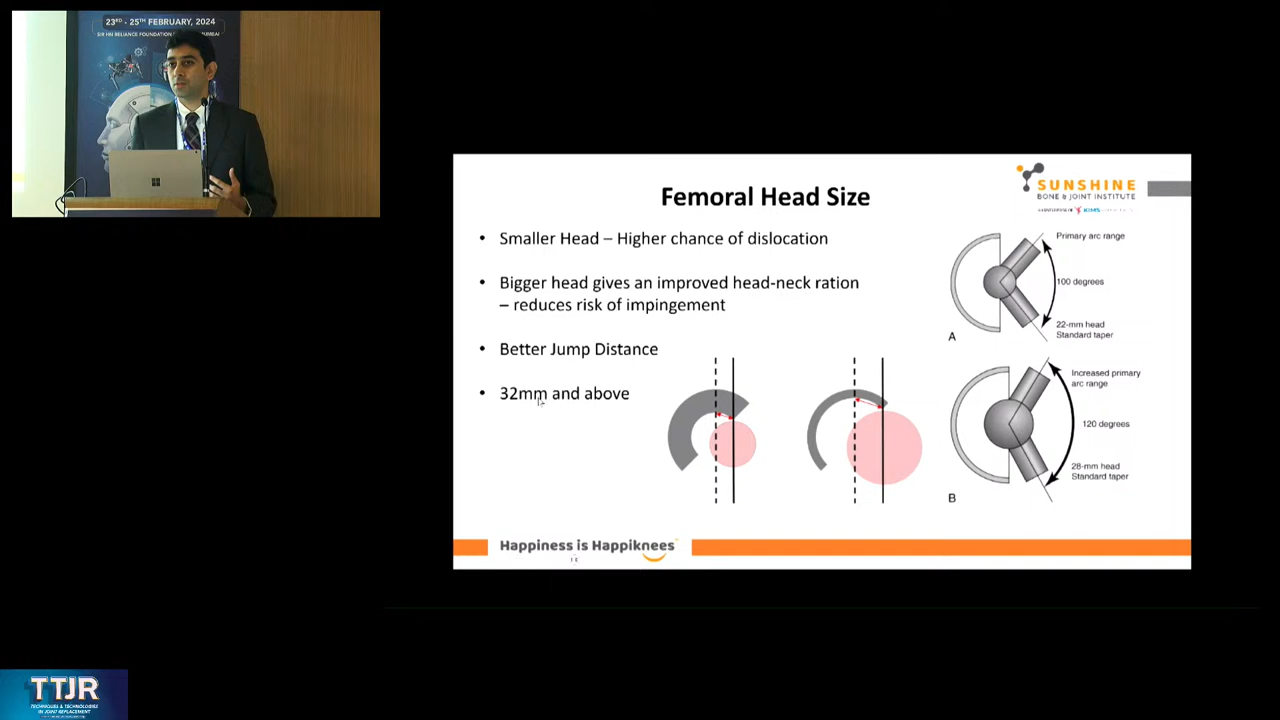 23RD - 25TH FEBRUARY, 2024
SIR HN RELIANCE FOUNDATION
Femoral Head Size
SUNSHINE
BONE & JOINT INSTITUTE
KIMS
• Smaller Head – Higher chance of dislocation
• Bigger head gives an improved head-neck ration
– reduces risk of impingement
• Better Jump Distance
• 32mm and above
Primary arc range
100 degrees
22-mm head
Standard taper
A
Increased primary
arc range
120 degrees
28-mm head
Standard taper
B
Happiness is Happiknees
TTJR
TECHNIQUES & TECHNOLOGIES
IN JOINT REPLACEMENT